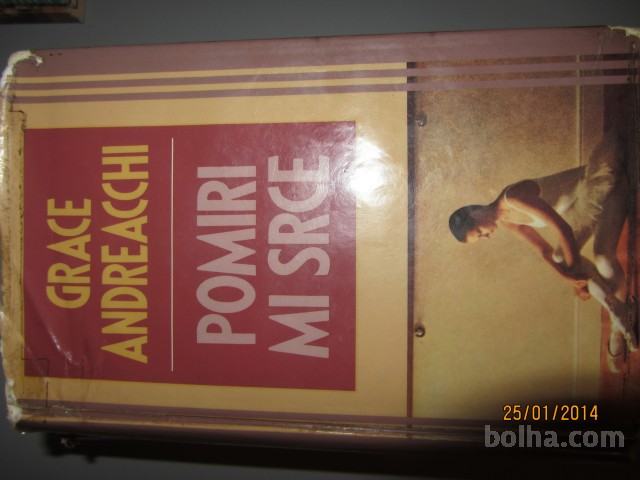 GRACE
ANDREACCHI
POMIRI
MI SRCE
25/01/2014
bolha.com